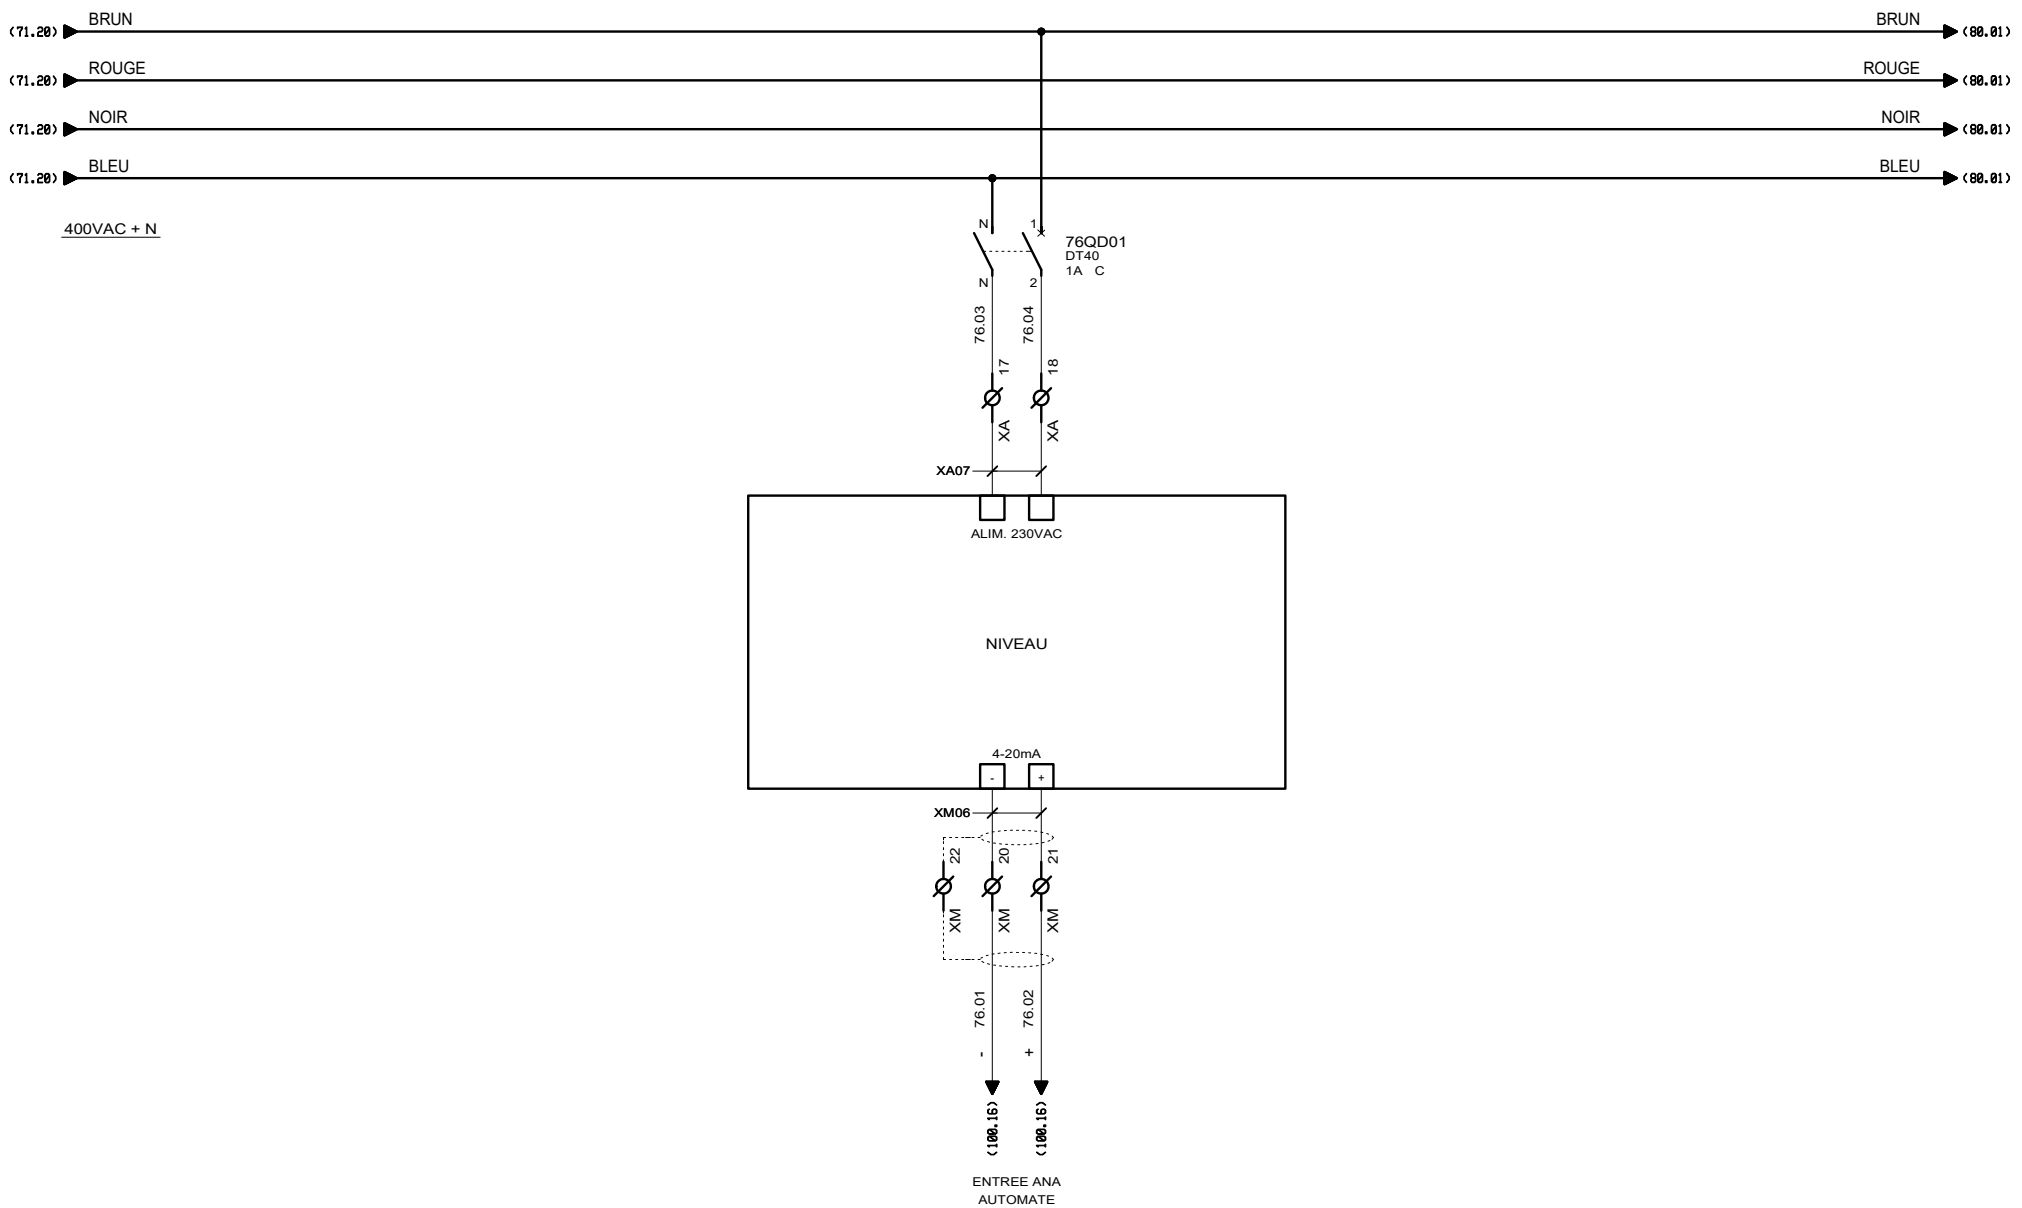 BRUN BRUN
(71.20) (80.01)
ROUGE ROUGE
(71.20) (80.01)
NOIR NOIR
(71.20) (80.01)
BLEU BLEU
(71.20) (80.01)
400VAC + N
N 1
76QD01
DT40
1A C
N 2
76.03 76.04
17 18
XA XA
XA07
ALIM. 230VAC
NIVEAU
4-20mA
- +
XM06
22 20 21
XM XM XM
76.01 76.02
- +
(100.16) (100.16)
ENTREE ANA
AUTOMATE